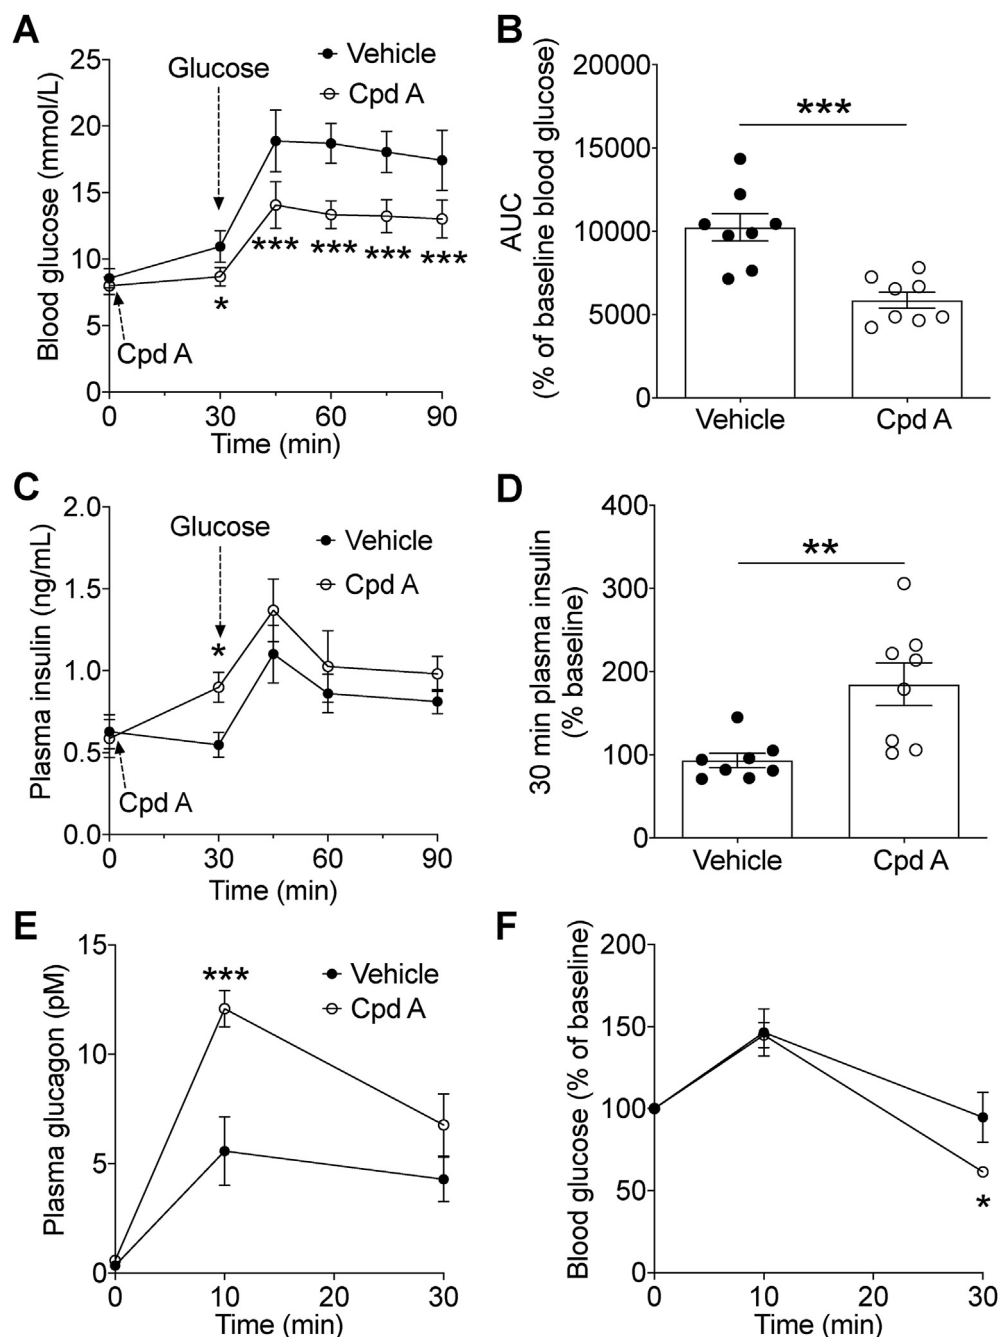 A
Blood glucose (mmol/L)
25
20
15
10
5
0
Glucose
Vehicle
Cpd A
*
***
***
***
***
Cpd A
0
30
60
90
Time (min)
B
AUC
(% of baseline blood glucose)
20000
15000
10000
5000
0
***
Vehicle
Cpd A
C
Plasma insulin (ng/mL)
2.0
1.5
1.0
0.5
0.0
Glucose
Vehicle
Cpd A
*
Cpd A
0
30
60
90
Time (min)
D
30 min plasma insulin
(% baseline)
400
300
200
100
0
**
Vehicle
Cpd A
E
Plasma glucagon (pM)
15
10
5
0
***
Vehicle
Cpd A
0
10
20
30
Time (min)
F
Blood glucose (% of baseline)
200
150
100
50
0
*
0
10
20
30
Time (min)